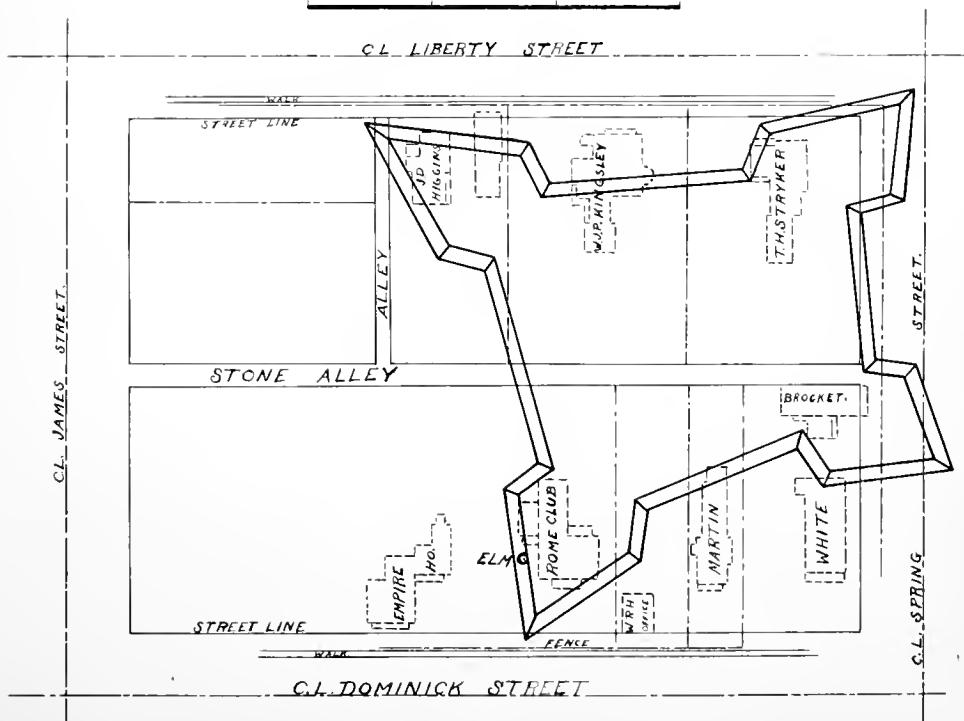 C.L. LIBERTY STREET
WALK
STREET LINE
J.D. HIGGINS
W.J.P. KINGSLEY
T.H. STRYKER
ALLEY
C.L. JAMES STREET.
STREET.
STONE ALLEY
BROCKET.
ROME CLUB
MARTIN
WHITE
ELM
EMPIRE HO.
W.R.H OFFICE
C.L. SPRING
STREET LINE
FENCE
WALK
C.L. DOMINICK STREET